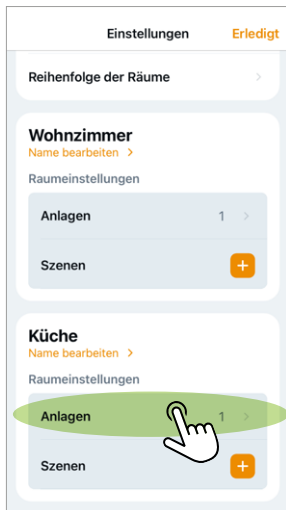 Einstellungen Erledigt
Reihenfolge der Räume
Wohnzimmer
Name bearbeiten >
Raumeinstellungen
Anlagen 1 >
Szenen +
Küche
Name bearbeiten >
Raumeinstellungen
Anlagen 1 >
Szenen +